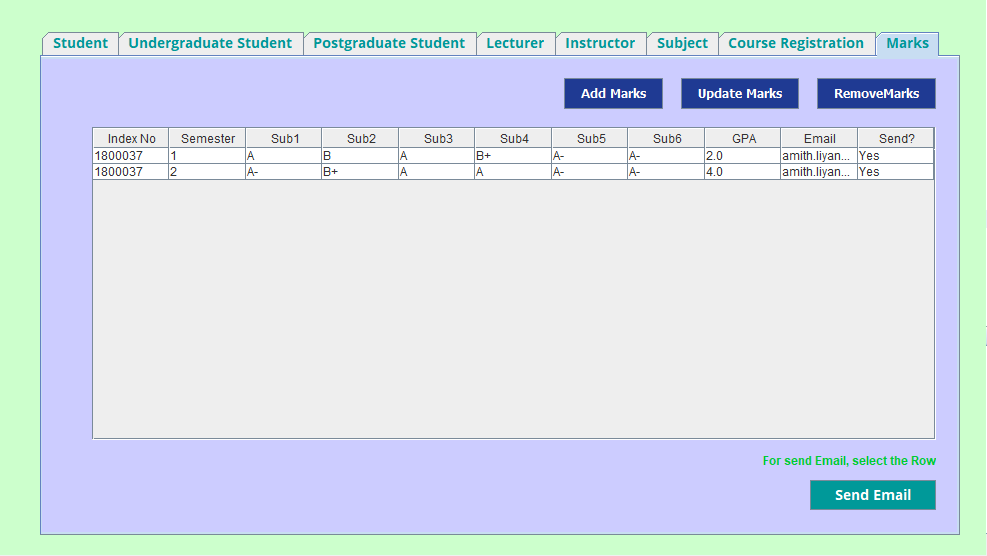 Student Undergraduate Student Postgraduate Student Lecturer Instructor Subject Course Registration Marks
Add Marks Update Marks RemoveMarks
Index No Semester Sub1 Sub2 Sub3 Sub4 Sub5 Sub6 GPA Email Send?
1800037 1 A B A B+ A- A- 2.0 amith.liyan... Yes
1800037 2 A- B+ A A A- A- 4.0 amith.liyan... Yes
For send Email, select the Row
Send Email